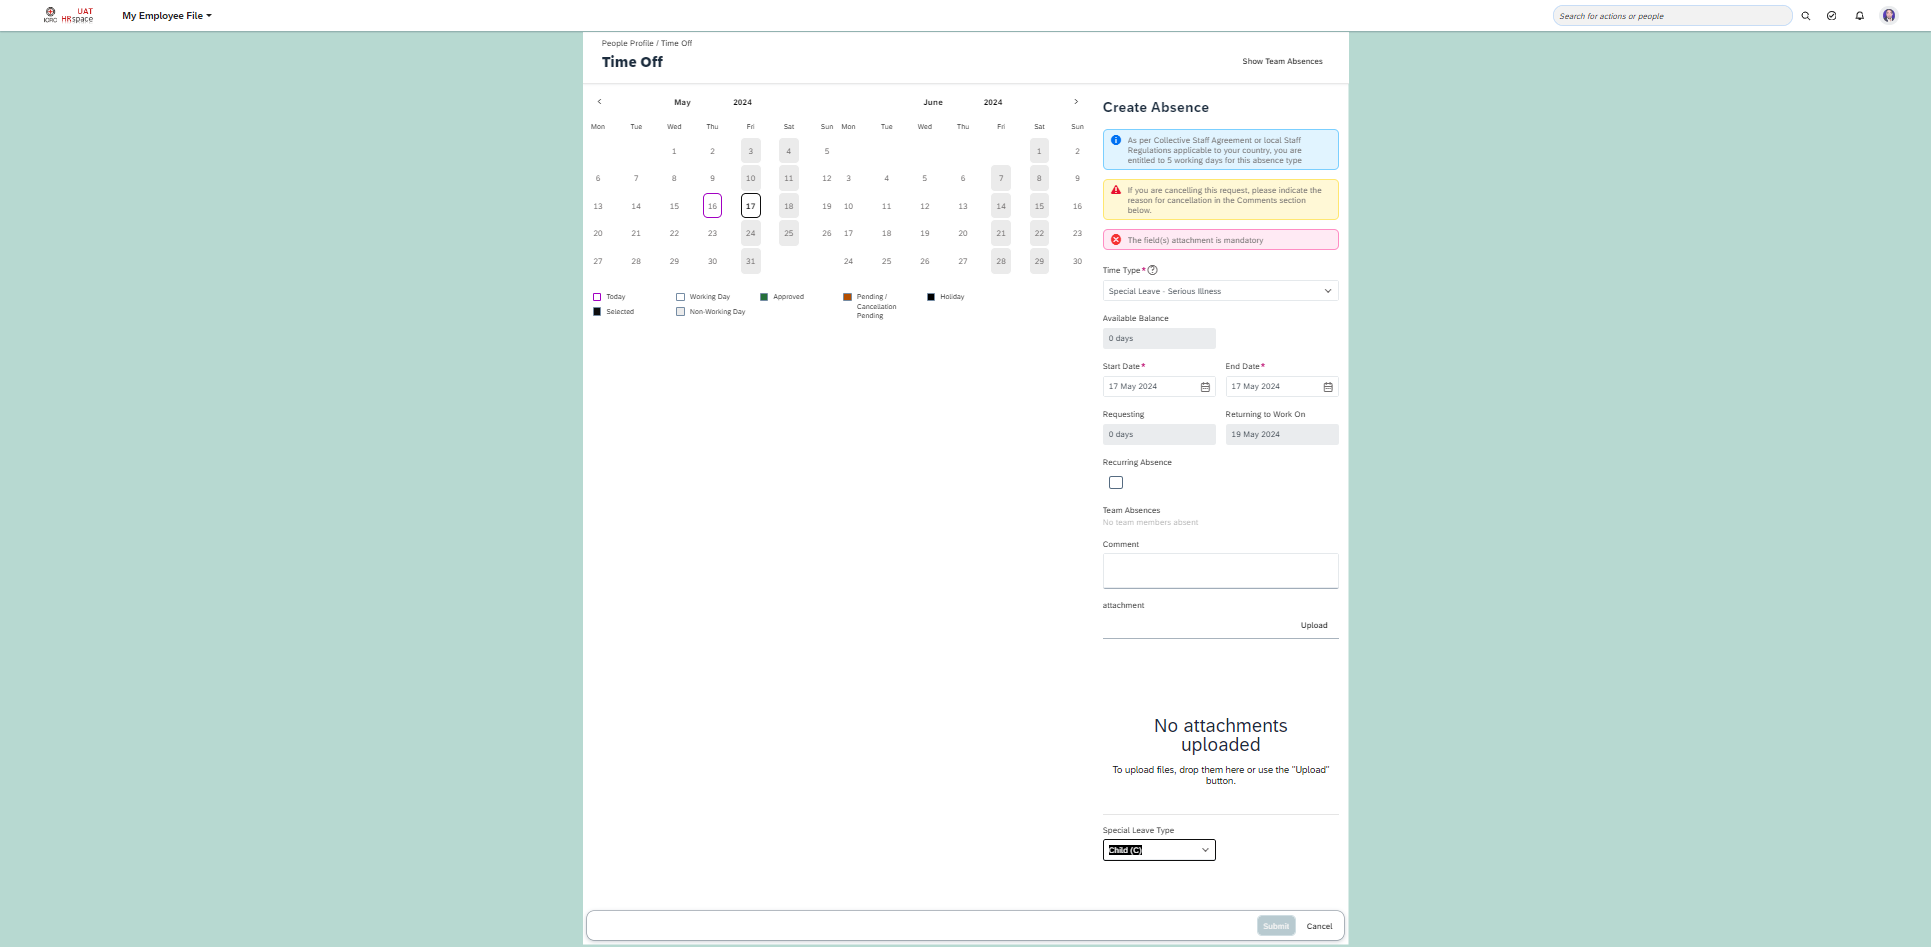 ICRC
UAT
HRspace
My Employee File
Search for actions or people
People Profile / Time Off
Time Off
Show Team Absences
May 2024
June 2024
Mon Tue Wed Thu Fri Sat Sun
Mon Tue Wed Thu Fri Sat Sun
1 2 3 4 5
1 2
6 7 8 9 10 11 12
3 4 5 6 7 8 9
13 14 15 16 17 18 19
10 11 12 13 14 15 16
20 21 22 23 24 25 26
17 18 19 20 21 22 23
27 28 29 30 31
24 25 26 27 28 29 30
Today
Working Day
Approved
Pending /
Cancellation
Pending
Holiday
Selected
Non-Working Day
Create Absence
As per Collective Staff Agreement or local Staff
Regulations applicable to your country, you are
entitled to 5 working days for this absence type
If you are cancelling this request, please indicate the
reason for cancellation in the Comments section
below.
The field(s) attachment is mandatory
Time Type*
Special Leave - Serious Illness
Available Balance
0 days
Start Date*
End Date*
17 May 2024
17 May 2024
Requesting
Returning to Work On
0 days
19 May 2024
Recurring Absence
Team Absences
No team members absent
Comment
attachment
Upload
No attachments
uploaded
To upload files, drop them here or use the "Upload"
button.
Special Leave Type
Child (C)
Submit
Cancel